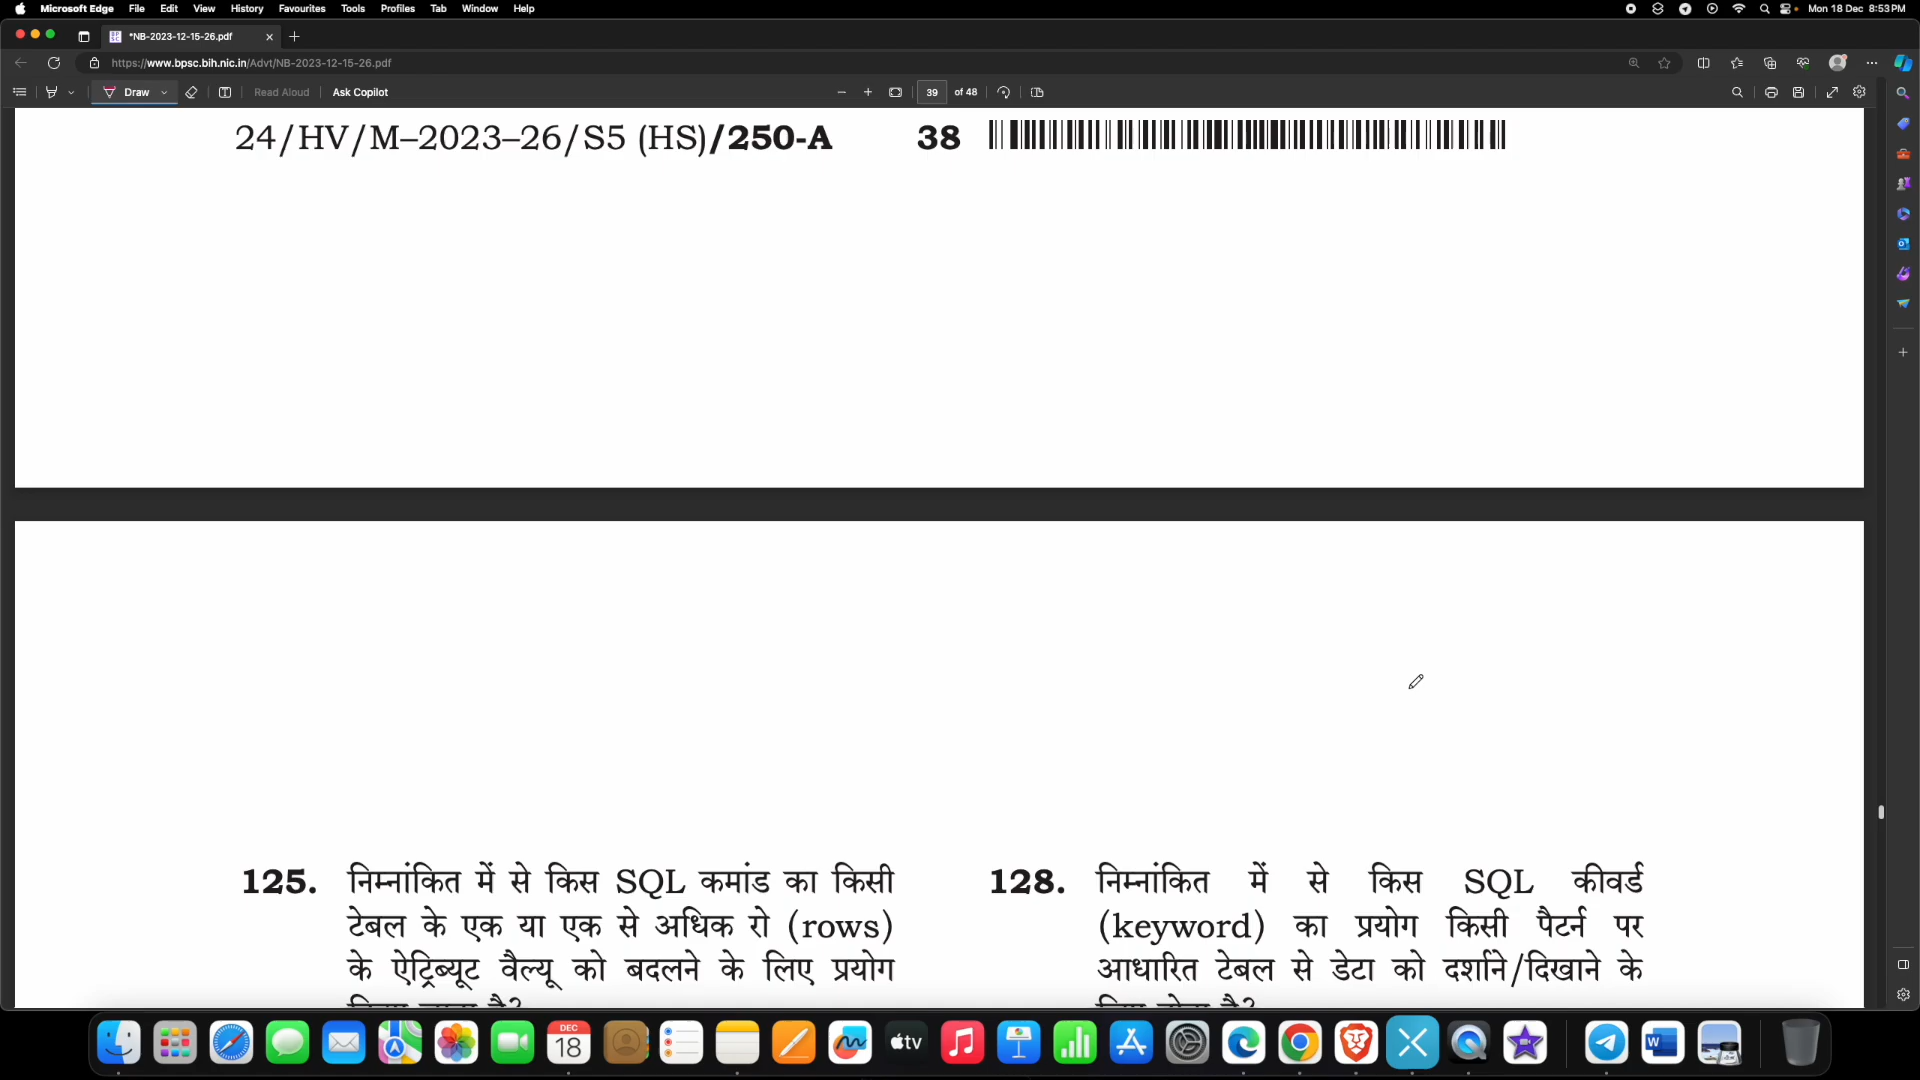 Microsoft Edge File Edit View History Favourites Tools Profiles Tab Window Help
Mon 18 Dec 8:53 PM
*NB-2023-12-15-26.pdf
https://www.bpsc.bih.nic.in/Advt/NB-2023-12-15-26.pdf
Draw Read Aloud Ask Copilot 39 of 48
24/HV/M–2023–26/S5 (HS)/250-A 38
125. निम्नांकित में से किस SQL कमांड का किसी
टेबल के एक या एक से अधिक रो (rows)
के ऐट्रिब्यूट वैल्यू को बदलने के लिए प्रयोग
किया जाता है?
128. निम्नांकित में से किस SQL कीवर्ड
(keyword) का प्रयोग किसी पैटर्न पर
आधारित टेबल से डेटा को दर्शाने/दिखाने के
लिए होता है?
DEC
18
tv
W